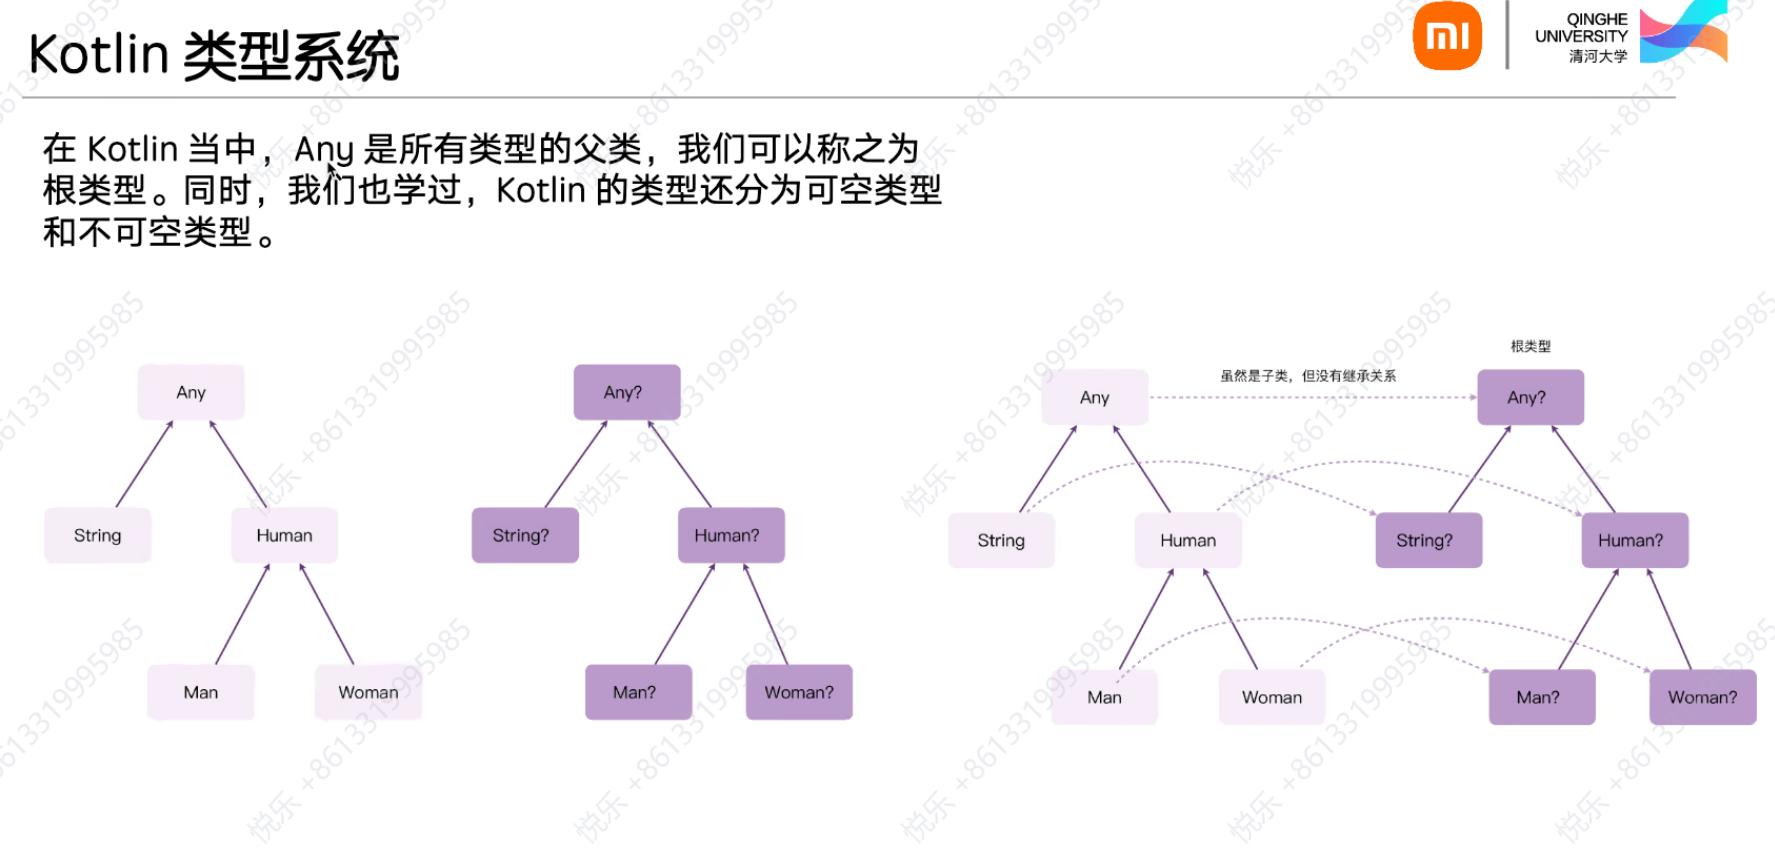 Kotlin 类型系统
QINGHE
UNIVERSITY
清河大学
在 Kotlin 当中，Any 是所有类型的父类，我们可以称之为
根类型。同时，我们也学过，Kotlin 的类型还分为可空类型
和不可空类型。
Any
String
Human
Man
Woman
Any?
String?
Human?
Man?
Woman?
根类型
虽然是子类，但没有继承关系
Any
Any?
String
Human
String?
Human?
Man
Woman
Man?
Woman?
悦乐 +8613319995985